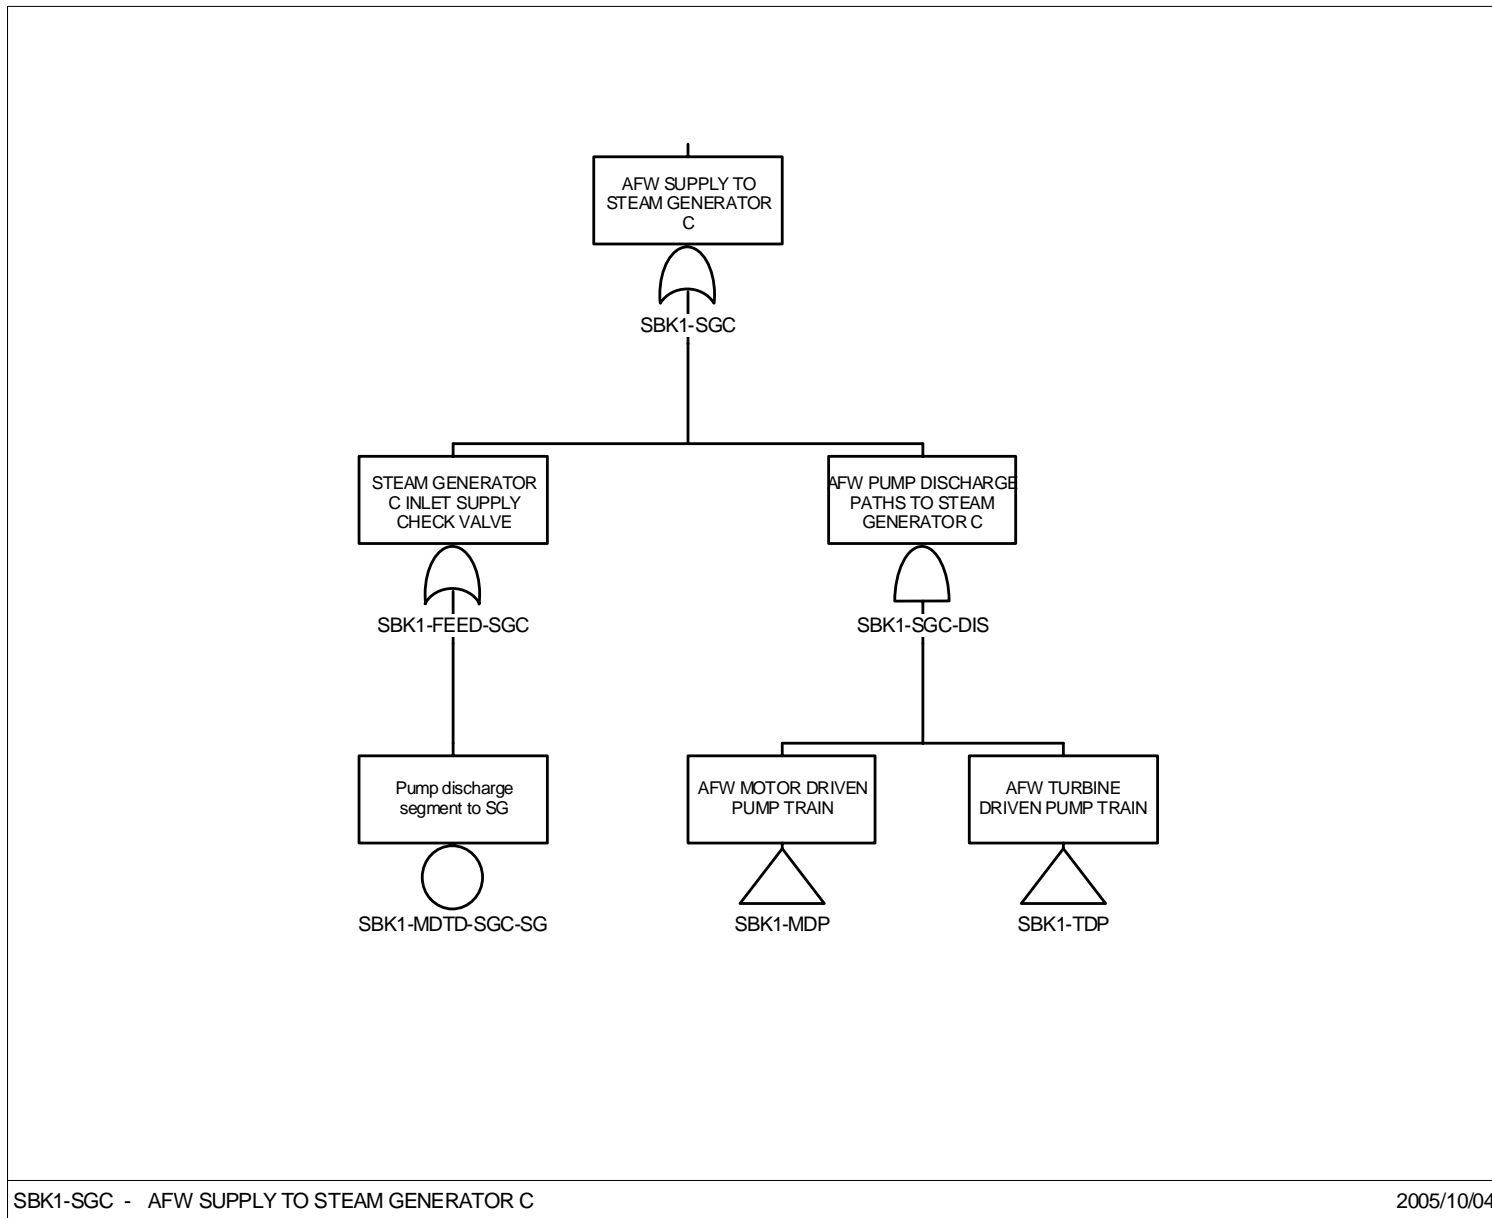 AFW SUPPLY TO
STEAM GENERATOR
C
SBK1-SGC
STEAM GENERATOR
C INLET SUPPLY
CHECK VALVE
SBK1-FEED-SGC
AFW PUMP DISCHARGE
PATHS TO STEAM
GENERATOR C
SBK1-SGC-DIS
Pump discharge
segment to SG
SBK1-MDTD-SGC-SG
AFW MOTOR DRIVEN
PUMP TRAIN
SBK1-MDP
AFW TURBINE
DRIVEN PUMP TRAIN
SBK1-TDP
SBK1-SGC - AFW SUPPLY TO STEAM GENERATOR C
2005/10/04